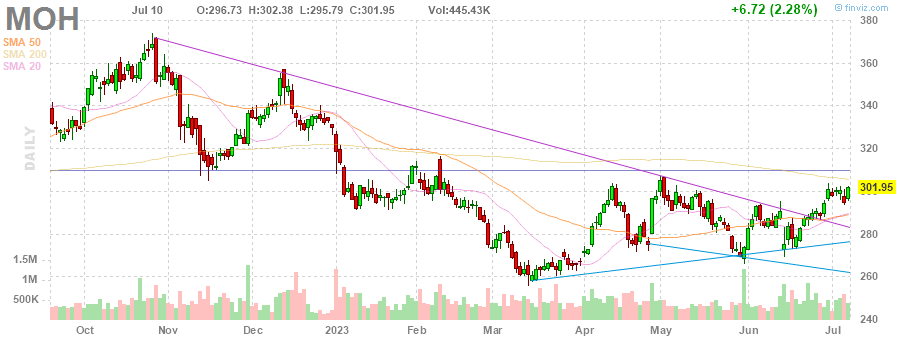 MOH Jul 10 O:296.73 H:302.38 L:295.79 C:301.95 Vol:445.43K +6.72 (2.28%) © finviz.com
SMA 50
SMA 200
SMA 20
DAILY
380
360
340
320
301.95
280
260
240
1.5M
1M
500K
Oct Nov Dec 2023 Feb Mar Apr May Jun Jul